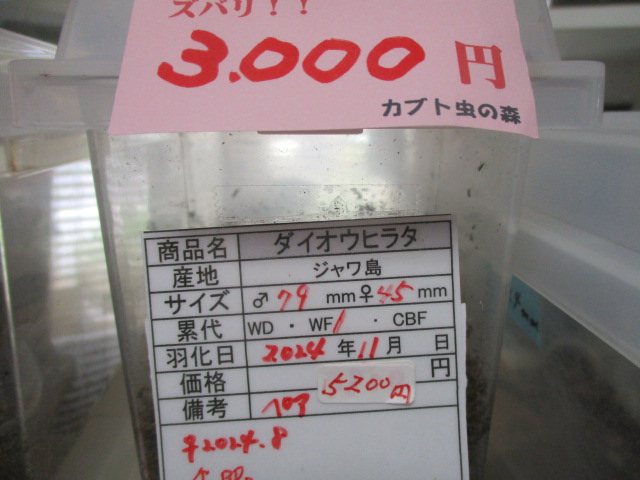 ズバリ!!
3.000 円
カブト虫の森
商品名 ダイオウヒラタ
産地 ジャワ島
サイズ ♂79 mm♀45 mm
累代 WD ・ WF1 ・ CBF
羽化日 2024 年11月 日
価格 5200円 円
備考
♀2024.8